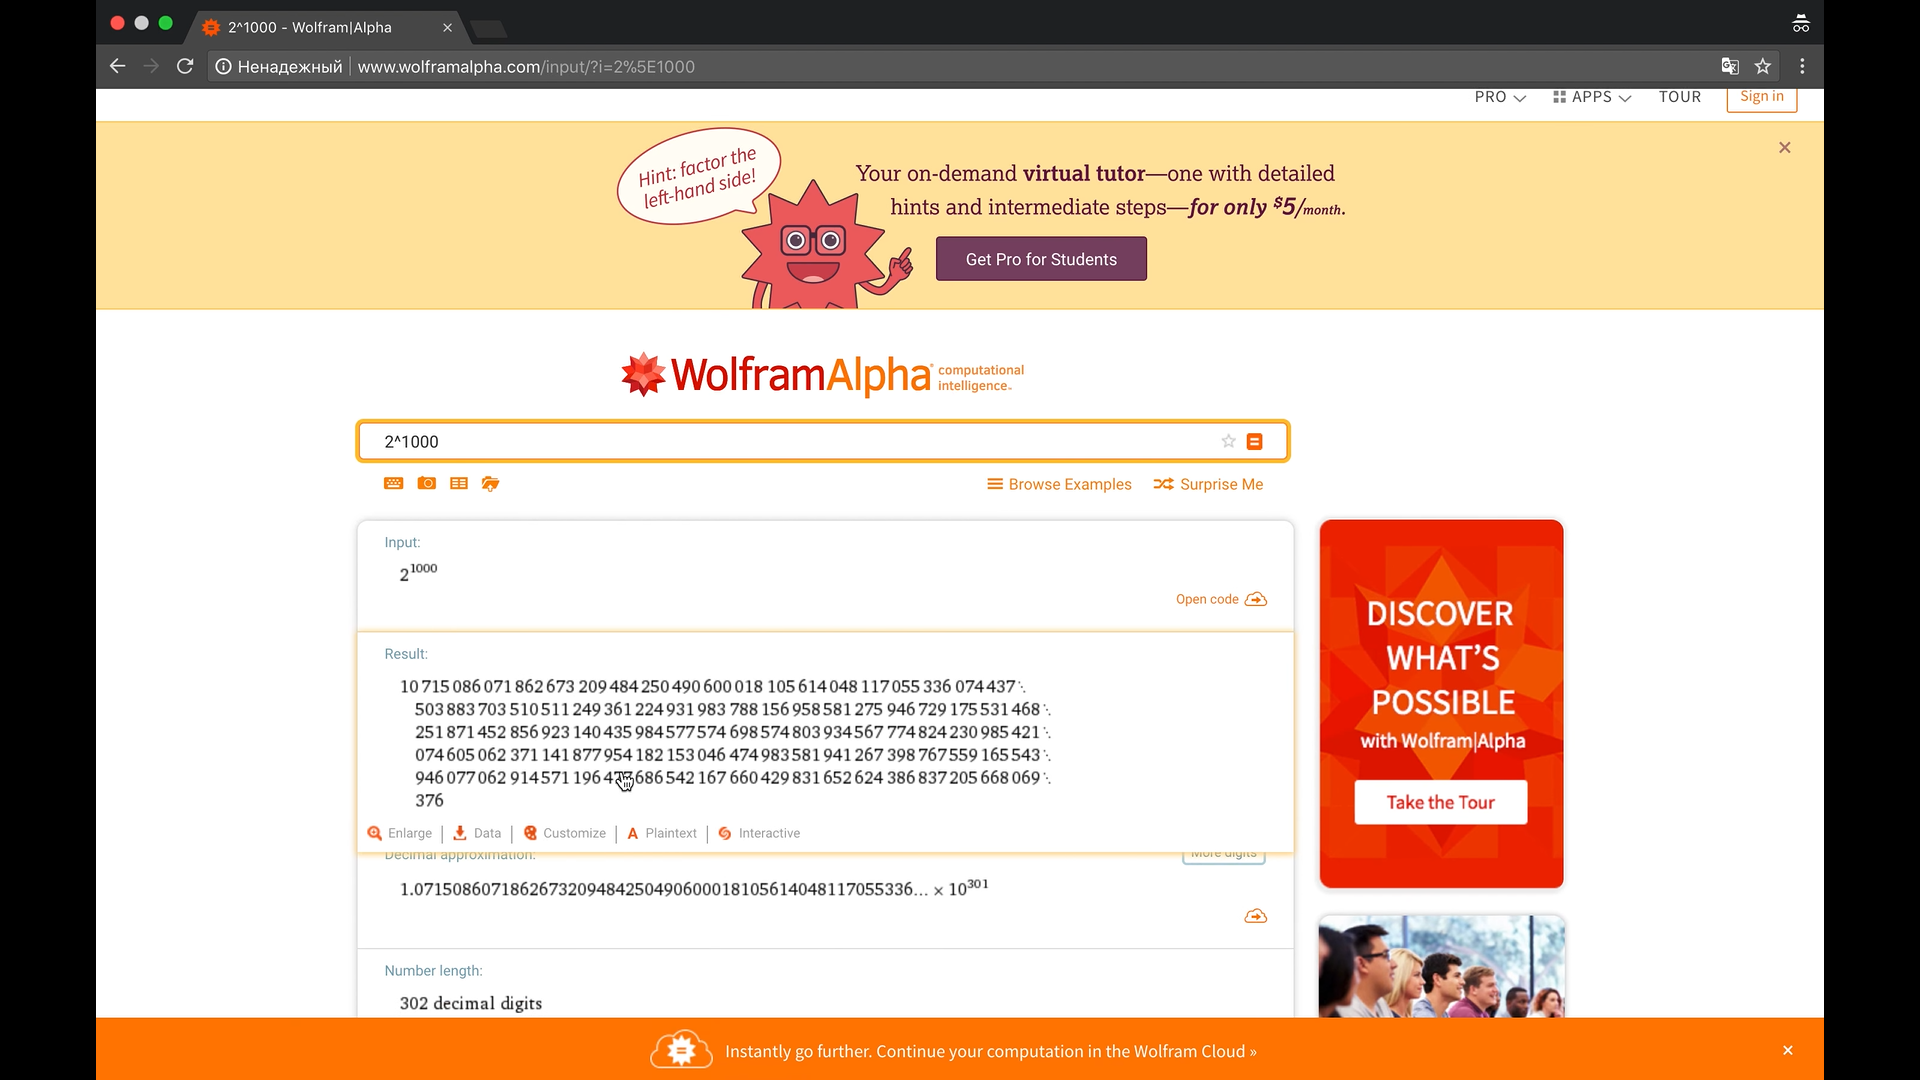 2^1000 - Wolfram|Alpha
Ненадежный | www.wolframalpha.com/input/?i=2%5E1000
PRO APPS TOUR Sign in
Hint: factor the
left-hand side!
Your on-demand virtual tutor—one with detailed
hints and intermediate steps—for only $5/month.
Get Pro for Students
WolframAlpha computational
intelligence™
2^1000
Browse Examples Surprise Me
Input:
2^1000
Open code
Result:
10 715 086 071 862 673 209 484 250 490 600 018 105 614 048 117 055 336 074 437
503 883 703 510 511 249 361 224 931 983 788 156 958 581 275 946 729 175 531 468
251 871 452 856 923 140 435 984 577 574 698 574 803 934 567 774 824 230 985 421
074 605 062 371 141 877 954 182 153 046 474 983 581 941 267 398 767 559 165 543
946 077 062 914 571 196 686 542 167 660 429 831 652 624 386 837 205 668 069
376
Enlarge | Data | Customize | A Plaintext | Interactive
Decimal approximation: More digits
1.0715086071862673209484250490600018105614048117055336... × 10^301
Number length:
302 decimal digits
DISCOVER
WHAT'S
POSSIBLE
with Wolfram|Alpha
Take the Tour
Instantly go further. Continue your computation in the Wolfram Cloud »